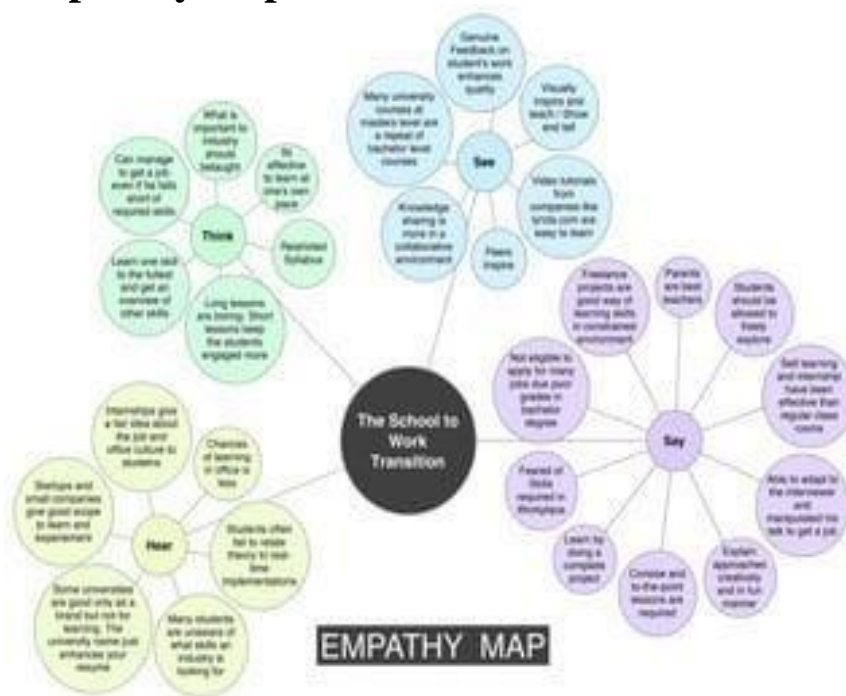 Genuine
Feedback on
student's work
enhances
quality
Many university
courses at
masters level are
a repeat of
bachelor level
courses
Visually
inspire and
teach / Show
and tell
See
Video tutorials
from
companies like
lynda.com are
easy to learn
Knowledge
sharing is
more in a
collaborative
environment
Peers
inspire
What is
important to
industry
should
betaught
Can manage
to get a job
even if he falls
short of
required skills
effective
to learn at
one's own
pace
Think
Restricted
Syllabus
Learn one skill
to the fullest
and get an
overview of
other skills
Long lessons
are boring. Short
lessons keep
the students
engaged more
The School to
Work
Transition
Freelance
projects are
good way of
learning skills
in constrained
environment
Parents
are best
teachers
Students
should be
allowed to
freely
explore
Not eligible to
apply for many
jobs due poor
grades in
bachelor
degree
Self learning
and internship
have been
effective than
regular class
rooms
Say
Feared of
Skills
required in
Workplace
Able to adapt to
the interviewer
and
manipulated his
talk to get a job
Learn by
doing a
complete
project
Concise and
to-the-point
lessons are
required
Explain
approaches
creatively
and in fun
manner
Internships give
a fair idea about
the job and
office culture to
students
Chances
of learning
in office is
less
Startups and
small companies
give good scope
to learn and
experiement
Hear
Students often
fail to relate
theory to real-
time
implementations
Some universities
are good only as a
brand but not for
learning. The
university name just
enhances your
resume
Many students
are unaware of
what skills an
industry is
looking for
EMPATHY MAP